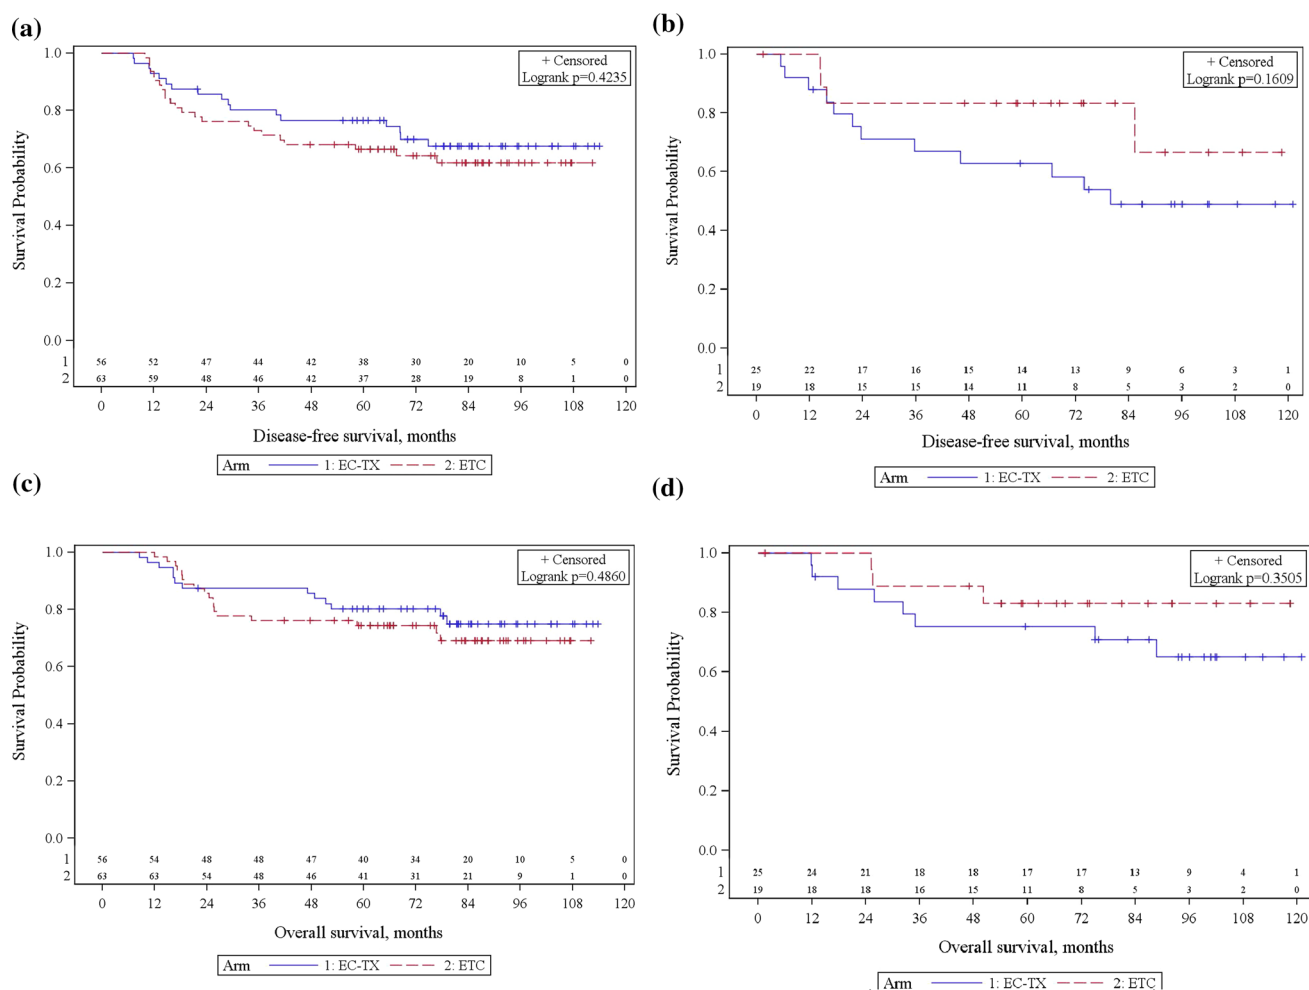 (a)
1.0
0.8
0.6
0.4
0.2
0.0
Survival Probability
+ Censored
Logrank p=0.4235
1 56 52 47 44 42 38 30 20 10 5 0
2 63 59 48 46 42 37 28 19 8 1 0
0 12 24 36 48 60 72 84 96 108 120
Disease-free survival, months
Arm 1: EC-TX 2: ETC
(b)
1.0
0.8
0.6
0.4
0.2
0.0
Survival Probability
+ Censored
Logrank p=0.1609
1 25 22 17 16 15 14 13 9 6 3 1
2 19 18 15 15 14 11 8 5 3 2 0
0 12 24 36 48 60 72 84 96 108 120
Disease-free survival, months
Arm 1: EC-TX 2: ETC
(c)
1.0
0.8
0.6
0.4
0.2
0.0
Survival Probability
+ Censored
Logrank p=0.4860
1 56 54 48 48 47 40 34 20 10 5 0
2 63 63 54 48 46 41 31 21 9 1 0
0 12 24 36 48 60 72 84 96 108 120
Overall survival, months
Arm 1: EC-TX 2: ETC
(d)
1.0
0.8
0.6
0.4
0.2
0.0
Survival Probability
+ Censored
Logrank p=0.3505
1 25 24 21 18 18 17 17 13 9 4 1
2 19 18 18 16 15 11 8 5 3 2 0
0 12 24 36 48 60 72 84 96 108 120
Overall survival, months
Arm 1: EC-TX 2: ETC